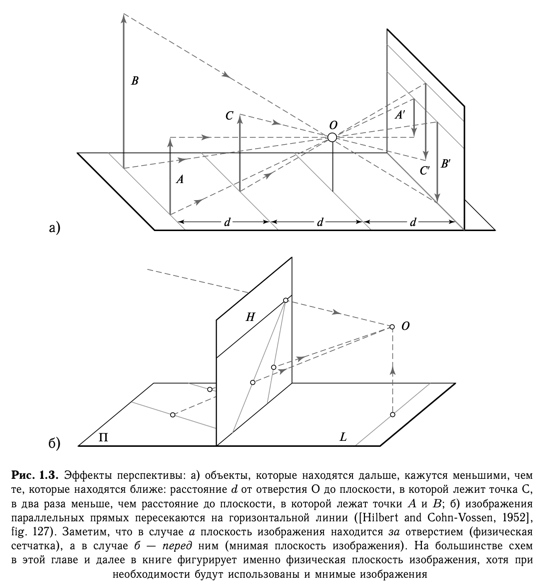 B
C
O
A
A'
C'
B'
d
d
d
а)
H
O
П
L
б)
Рис. 1.3. Эффекты перспективы: а) объекты, которые находятся дальше, кажутся меньшими, чем
те, которые находятся ближе: расстояние d от отверстия О до плоскости, в которой лежит точка С,
в два раза меньше, чем расстояние до плоскости, в которой лежат точки A и B; б) изображения
параллельных прямых пересекаются на горизонтальной линии ([Hilbert and Cohn-Vossen, 1952],
fig. 127). Заметим, что в случае а плоскость изображения находится за отверстием (физическая
сетчатка), а в случае б — перед ним (мнимая плоскость изображения). На большинстве схем
в этой главе и далее в книге фигурирует именно физическая плоскость изображения, хотя при
необходимости будут использованы и мнимые изображения